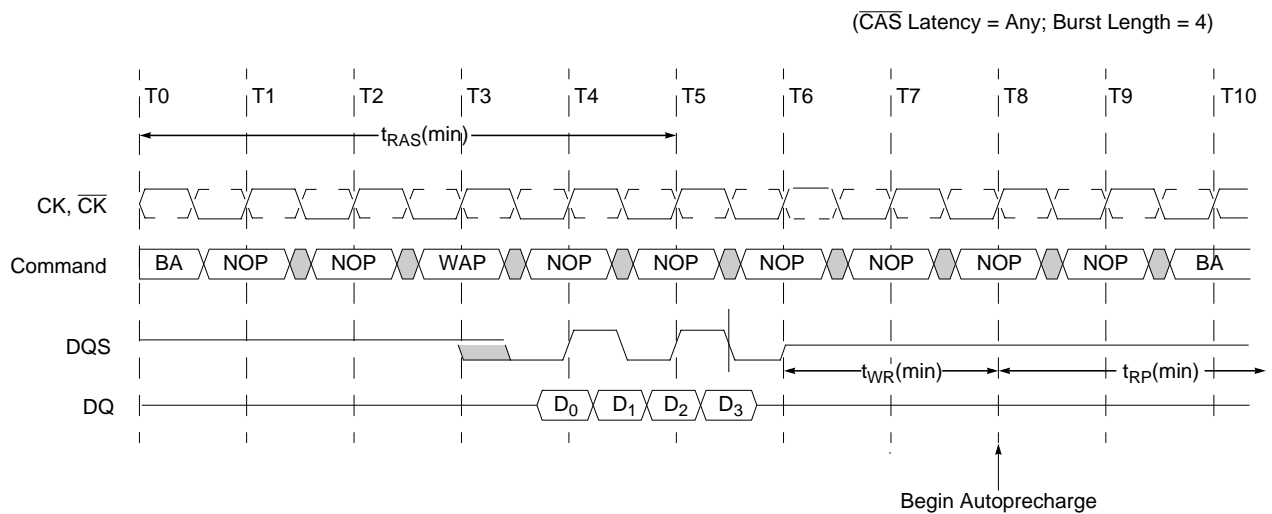 (CAS Latency = Any; Burst Length = 4)
T0 T1 T2 T3 T4 T5 T6 T7 T8 T9 T10
tRAS(min)
CK, CK
Command BA NOP NOP WAP NOP NOP NOP NOP NOP NOP BA
DQS
tWR(min) tRP(min)
DQ D0 D1 D2 D3
Begin Autoprecharge